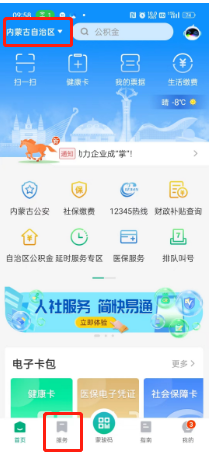 09:58
内蒙古自治区
公积金
扫一扫
健康卡
我的票据
生活缴费
晴 -8℃
通知 助力企业成“掌”!
内蒙古公安
社保缴费
12345热线
财政补贴查询
自治区公积金
延时服务专区
医保服务
排队叫号
人社服务 简快易通
立即体验
电子卡包
更多>
健康卡
医保电子凭证
社会保障卡
首页
服务
蒙速码
指南
我的